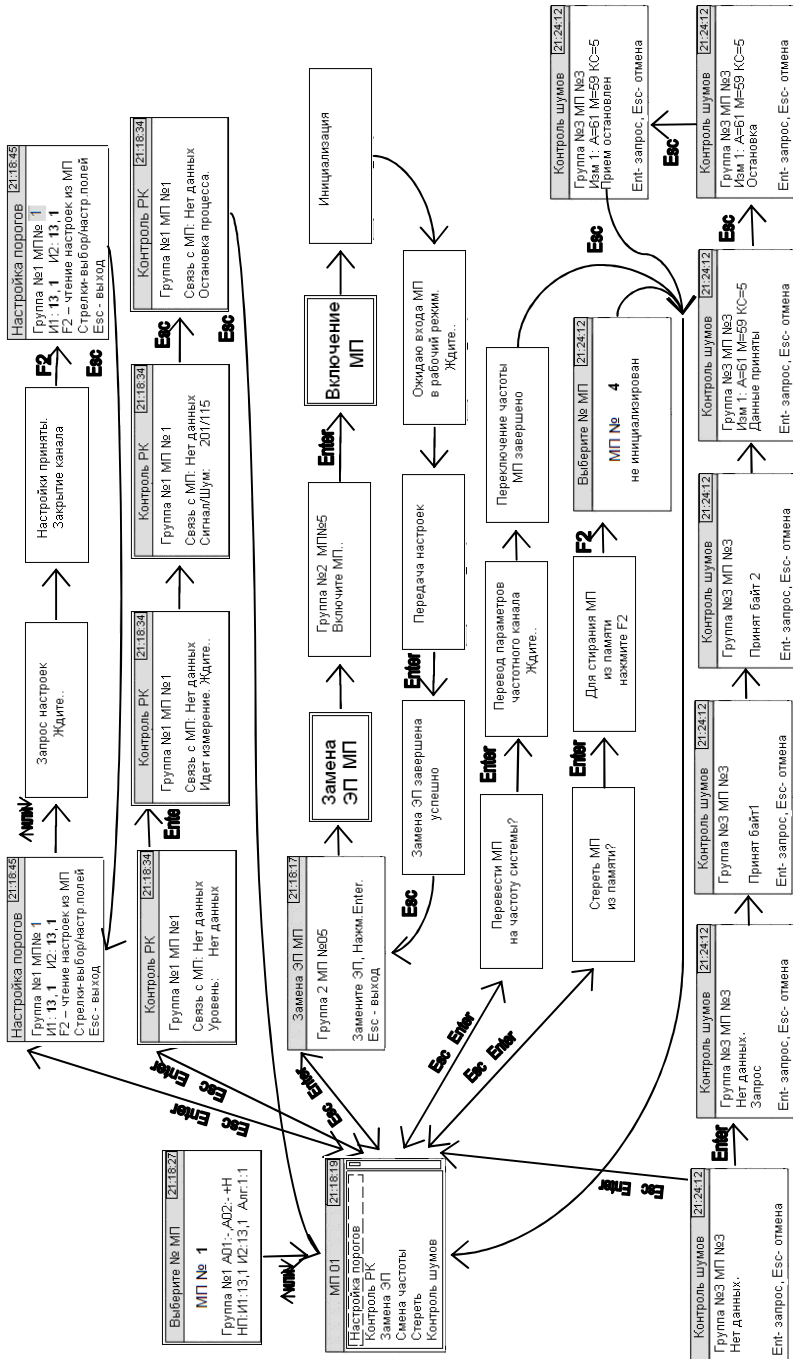 Выберите № МП 21:18:27
МП № 1
Группа №1 А01:-,А02:-+Н
НП:И1:13,1 И2:13,1 Алг:1:1
или
МП 01 21:18:19
Настройка порогов
Контроль РК
Замена ЭП
Смена частоты
Стереть
Контроль шумов
Enter
Esc
Настройка порогов 21:18:45
Группа №1 МП№ 1
И1: 13,1 И2: 13,1
F2 – чтение настроек из МП
Стрелки-выбор/настр.полей
Esc - выход
или
Запрос настроек
Ждите..
Настройки приняты.
Закрытие канала
F2
Настройка порогов 21:18:45
Группа №1 МП№ 1
И1: 13,1 И2: 13,1
F2 – чтение настроек из МП
Стрелки-выбор/настр.полей
Esc - выход
Esc
Enter
Esc
Контроль РК 21:18:34
Группа №1 МП №1
Связь с МП: Нет данных
Уровень: Нет данных
Ente
Контроль РК 21:18:34
Группа №1 МП №1
Связь с МП: Нет данных
Идет измерение. Ждите..
Контроль РК 21:18:34
Группа №1 МП №1
Связь с МП: Нет данных
Сигнал/Шум: 201/115
Esc
Контроль РК 21:18:34
Группа №1 МП №1
Связь с МП: Нет данных
Остановка процесса.
Esc
Enter
Esc
Замена ЭП МП 21:18:17
Группа 2 МП №05
Замените ЭП, Нажм.Enter.
Esc - выход
Замена
ЭП МП
Группа №2 МП№5
Включите МП..
Enter
Включение
МП
Инициализация
Ожидаю входа МП
в рабочий режим.
Ждите..
Передача настроек
Enter
Замена ЭП завершена
успешно
Esc
Esc Enter
Перевести МП
на частоту системы?
Enter
Перевод параметров
частотного канала
Ждите..
Переключение частоты
МП завершено
Esc Enter
Стереть МП
из памяти?
Enter
Для стирания МП
из памяти
нажмите F2
F2
Выберите № МП 21:24:12
МП № 4
не инициализирован
Enter
Esc
Контроль шумов 21:24:12
Группа №3 МП №3
Нет данных.
Ent- запрос, Esc- отмена
Enter
Контроль шумов 21:24:12
Группа №3 МП №3
Нет данных.
Запрос
Ent- запрос, Esc- отмена
Контроль шумов 21:24:12
Группа №3 МП №3
Принят байт1
Ent- запрос, Esc- отмена
Контроль шумов 21:24:12
Группа №3 МП №3
Принят байт 2
Ent- запрос, Esc- отмена
Контроль шумов 21:24:12
Группа №3 МП №3
Изм 1: А=61 М=59 КС=5
Данные приняты
Ent- запрос, Esc- отмена
Esc
Контроль шумов 21:24:12
Группа №3 МП №3
Изм 1: А=61 М=59 КС=5
Остановка
Ent- запрос, Esc- отмена
Esc
Контроль шумов 21:24:12
Группа №3 МП №3
Изм 1: А=61 М=59 КС=5
Прием остановлен
Ent- запрос, Esc- отмена
Esc